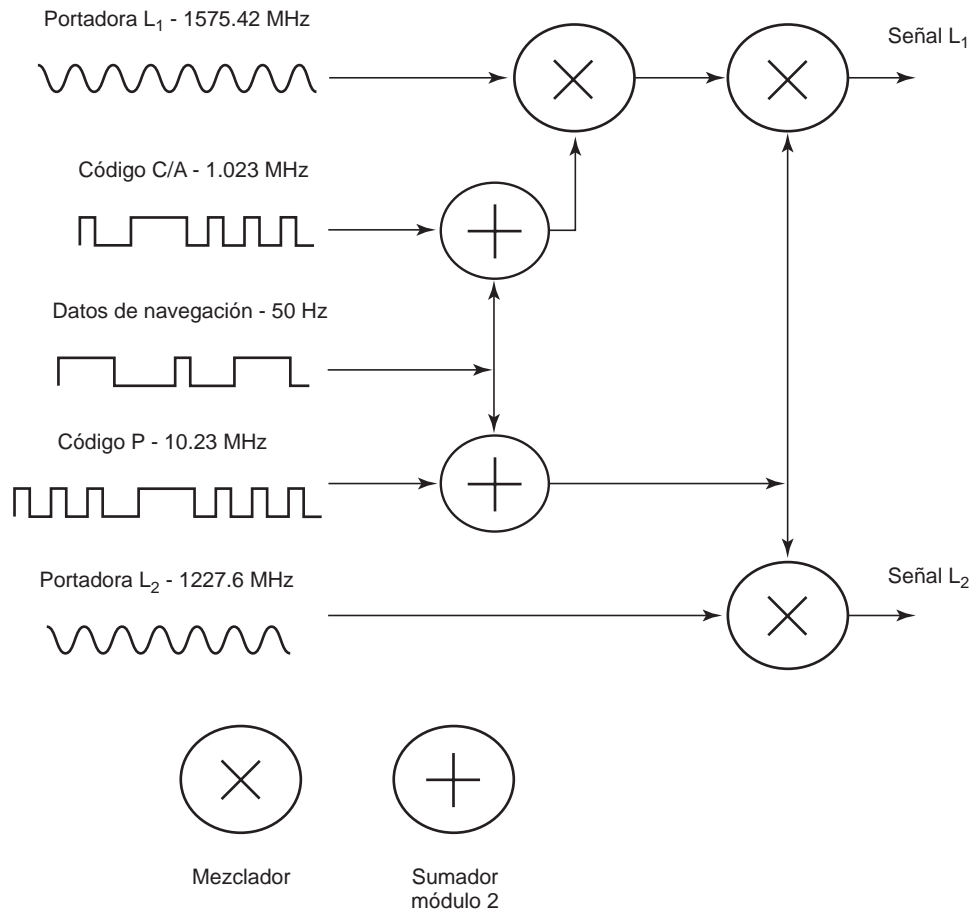 Portadora L1 - 1575.42 MHz
Señal L1
Código C/A - 1.023 MHz
Datos de navegación - 50 Hz
Código P - 10.23 MHz
Portadora L2 - 1227.6 MHz
Señal L2
Mezclador
Sumador
módulo 2